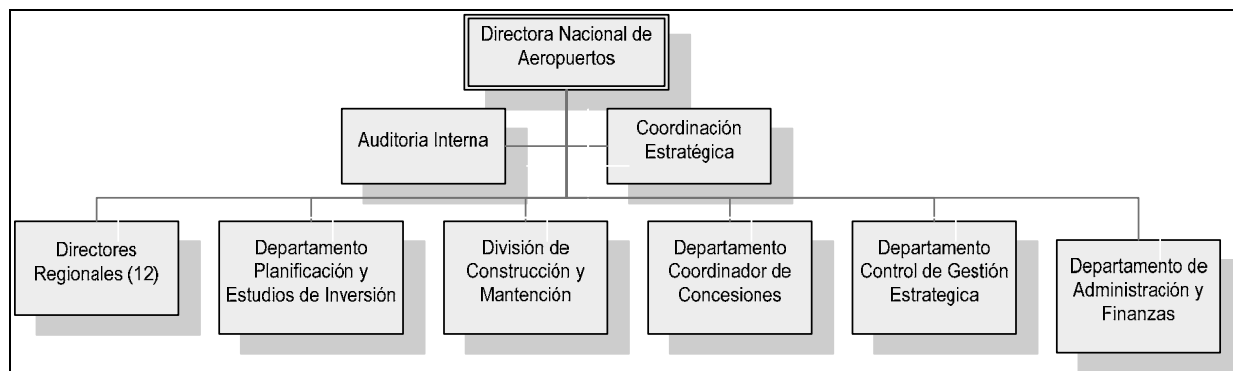 Directora Nacional de
Aeropuertos
Auditoria Interna
Coordinación
Estratégica
Directores
Regionales (12)
Departamento
Planificación y
Estudios de Inversión
División de
Construcción y
Mantención
Departamento
Coordinador de
Concesiones
Departamento
Control de Gestión
Estrategica
Departamento de
Administración y
Finanzas